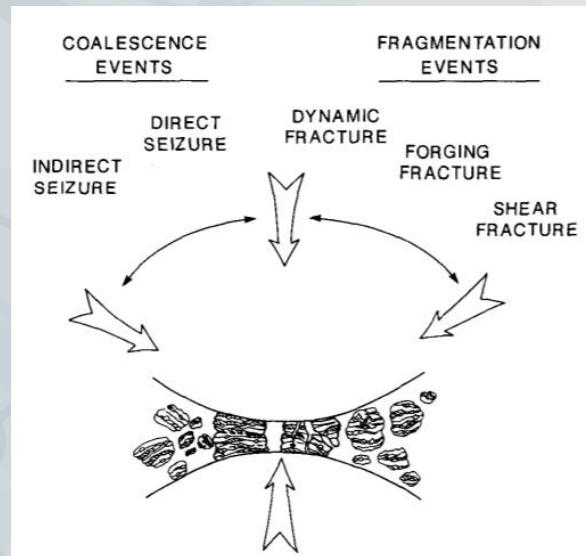 COALESCENCE
EVENTS
FRAGMENTATION
EVENTS
INDIRECT
SEIZURE
DIRECT
SEIZURE
DYNAMIC
FRACTURE
FORGING
FRACTURE
SHEAR
FRACTURE